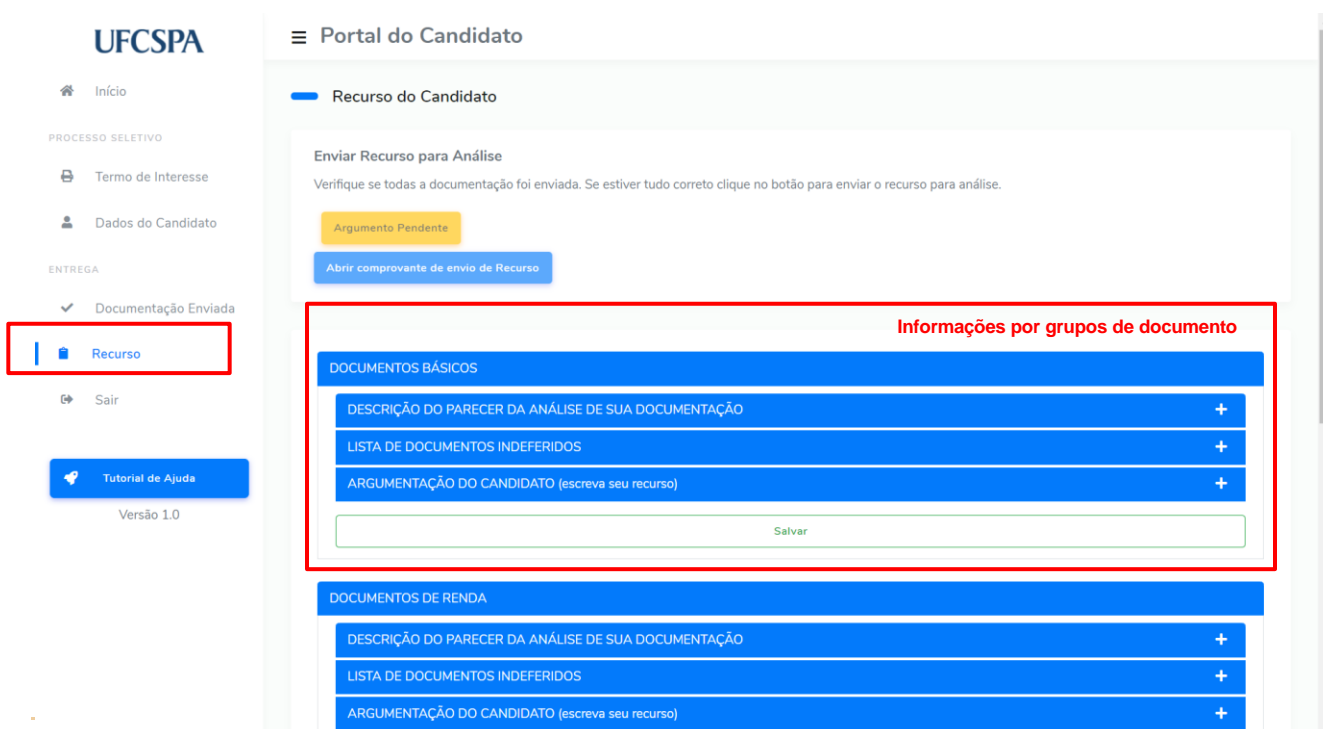 UFCSPA
Início
PROCESSO SELETIVO
Termo de Interesse
Dados do Candidato
ENTREGA
Documentação Enviada
Recurso
Sair
Tutorial de Ajuda
Versão 1.0
Portal do Candidato
Recurso do Candidato
Enviar Recurso para Análise
Verifique se todas a documentação foi enviada. Se estiver tudo correto clique no botão para enviar o recurso para análise.
Argumento Pendente
Abrir comprovante de envio de Recurso
Informações por grupos de documento
DOCUMENTOS BÁSICOS
DESCRIÇÃO DO PARECER DA ANÁLISE DE SUA DOCUMENTAÇÃO
LISTA DE DOCUMENTOS INDEFERIDOS
ARGUMENTAÇÃO DO CANDIDATO (escreva seu recurso)
Salvar
DOCUMENTOS DE RENDA
DESCRIÇÃO DO PARECER DA ANÁLISE DE SUA DOCUMENTAÇÃO
LISTA DE DOCUMENTOS INDEFERIDOS
ARGUMENTAÇÃO DO CANDIDATO (escreva seu recurso)